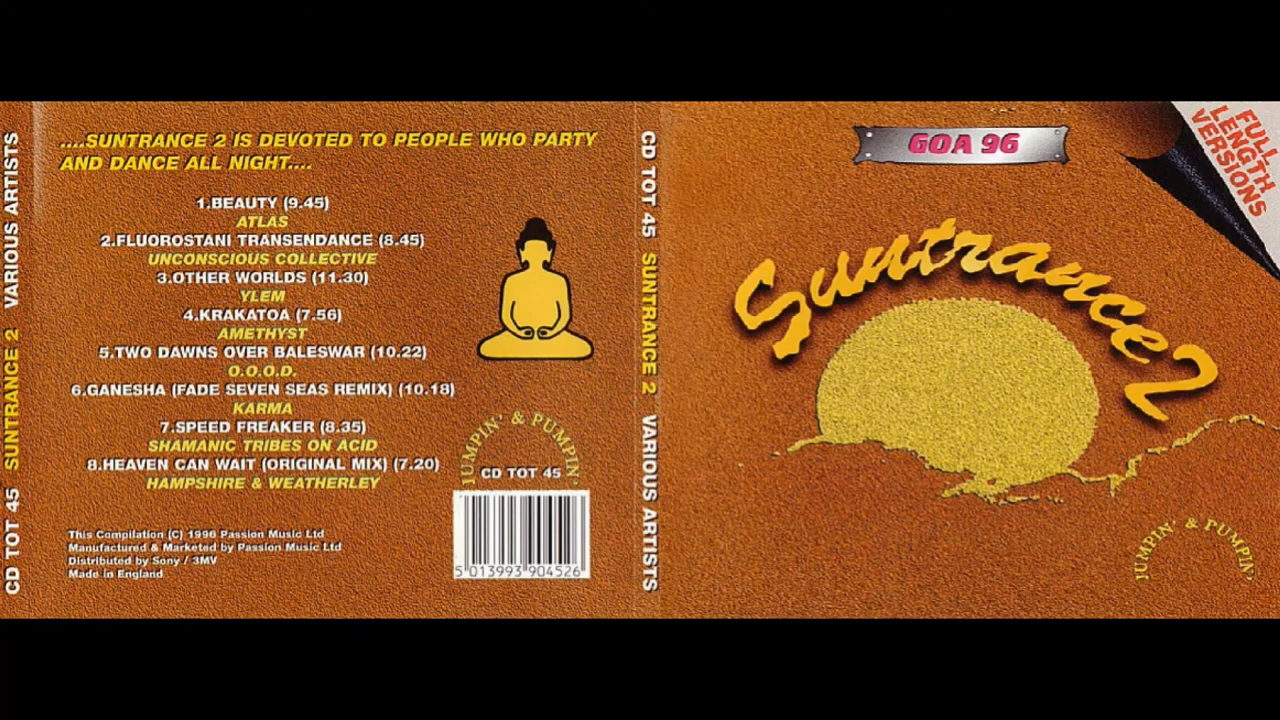 CD TOT 45 SUNTRANCE 2 VARIOUS ARTISTS
....SUNTRANCE 2 IS DEVOTED TO PEOPLE WHO PARTY
AND DANCE ALL NIGHT....
1.BEAUTY (9.45)
ATLAS
2.FLUOROSTANI TRANSENDANCE (8.45)
UNCONSCIOUS COLLECTIVE
3.OTHER WORLDS (11.30)
YLEM
4.KRAKATOA (7.56)
AMETHYST
5.TWO DAWNS OVER BALESWAR (10.22)
O.O.O.D.
6.GANESHA (FADE SEVEN SEAS REMIX) (10.18)
KARMA
7.SPEED FREAKER (8.35)
SHAMANIC TRIBES ON ACID
8.HEAVEN CAN WAIT (ORIGINAL MIX) (7.20)
HAMPSHIRE & WEATHERLEY
This Compilation (C) 1996 Passion Music Ltd
Manufactured & Marketed by Passion Music Ltd
Distributed by Sony / 3MV
Made in England
JUMPIN' & PUMPIN'
CD TOT 45
5 013993 904526
CD TOT 45 SUNTRANCE 2 VARIOUS ARTISTS
GOA 96
FULL
LENGTH
VERSIONS
Suntrance 2
JUMPIN' & PUMPIN'